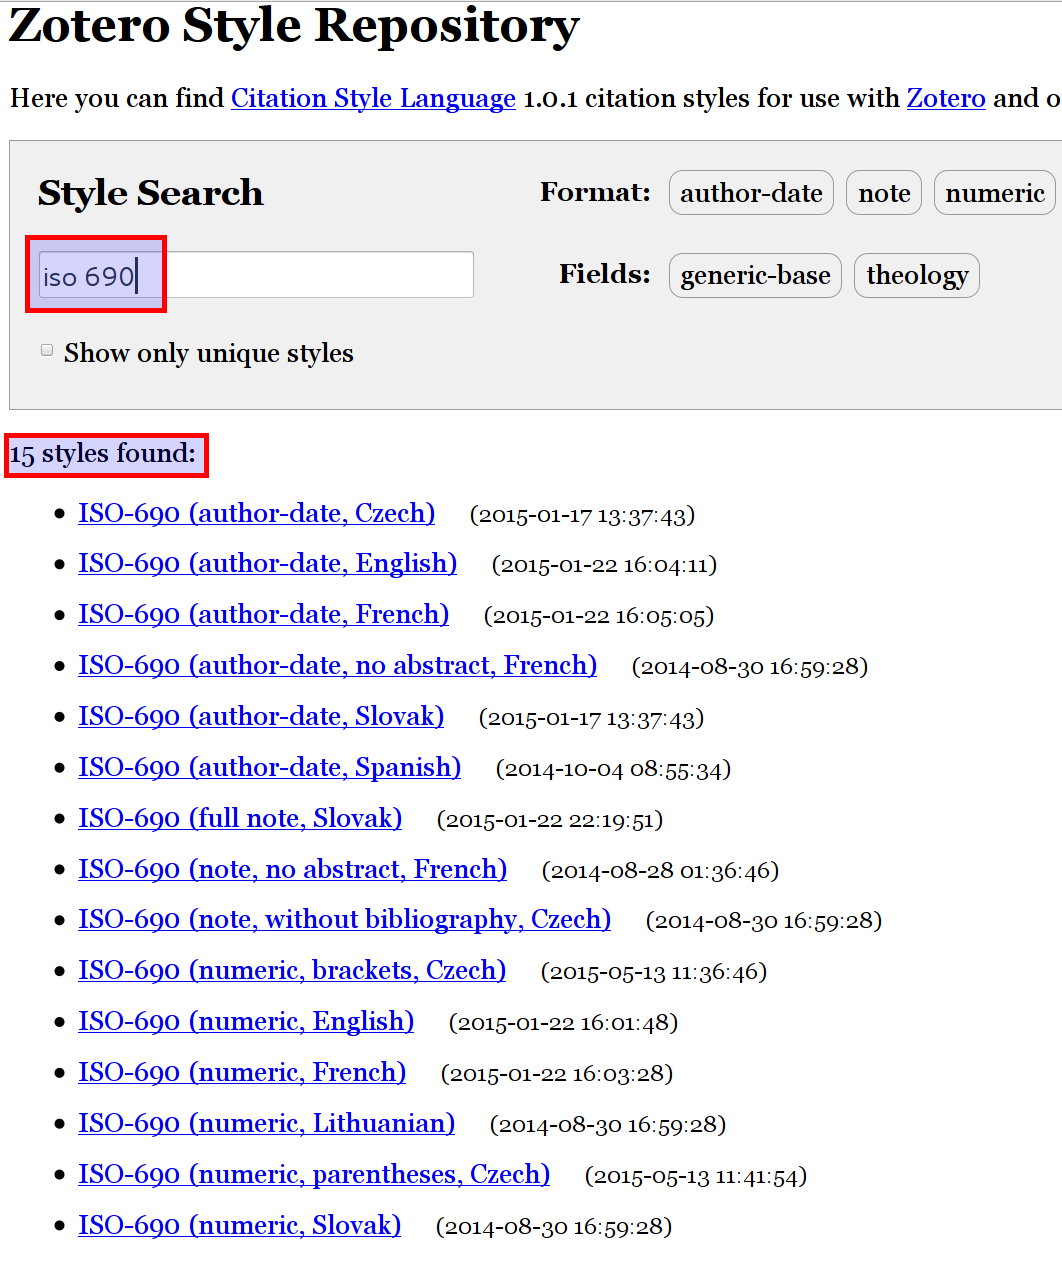 Zotero Style Repository
Here you can find Citation Style Language 1.0.1 citation styles for use with Zotero and o
Style Search
Format: author-date note numeric
iso 690
Fields: generic-base theology
Show only unique styles
15 styles found:
ISO-690 (author-date, Czech) (2015-01-17 13:37:43)
ISO-690 (author-date, English) (2015-01-22 16:04:11)
ISO-690 (author-date, French) (2015-01-22 16:05:05)
ISO-690 (author-date, no abstract, French) (2014-08-30 16:59:28)
ISO-690 (author-date, Slovak) (2015-01-17 13:37:43)
ISO-690 (author-date, Spanish) (2014-10-04 08:55:34)
ISO-690 (full note, Slovak) (2015-01-22 22:19:51)
ISO-690 (note, no abstract, French) (2014-08-28 01:36:46)
ISO-690 (note, without bibliography, Czech) (2014-08-30 16:59:28)
ISO-690 (numeric, brackets, Czech) (2015-05-13 11:36:46)
ISO-690 (numeric, English) (2015-01-22 16:01:48)
ISO-690 (numeric, French) (2015-01-22 16:03:28)
ISO-690 (numeric, Lithuanian) (2014-08-30 16:59:28)
ISO-690 (numeric, parentheses, Czech) (2015-05-13 11:41:54)
ISO-690 (numeric, Slovak) (2014-08-30 16:59:28)